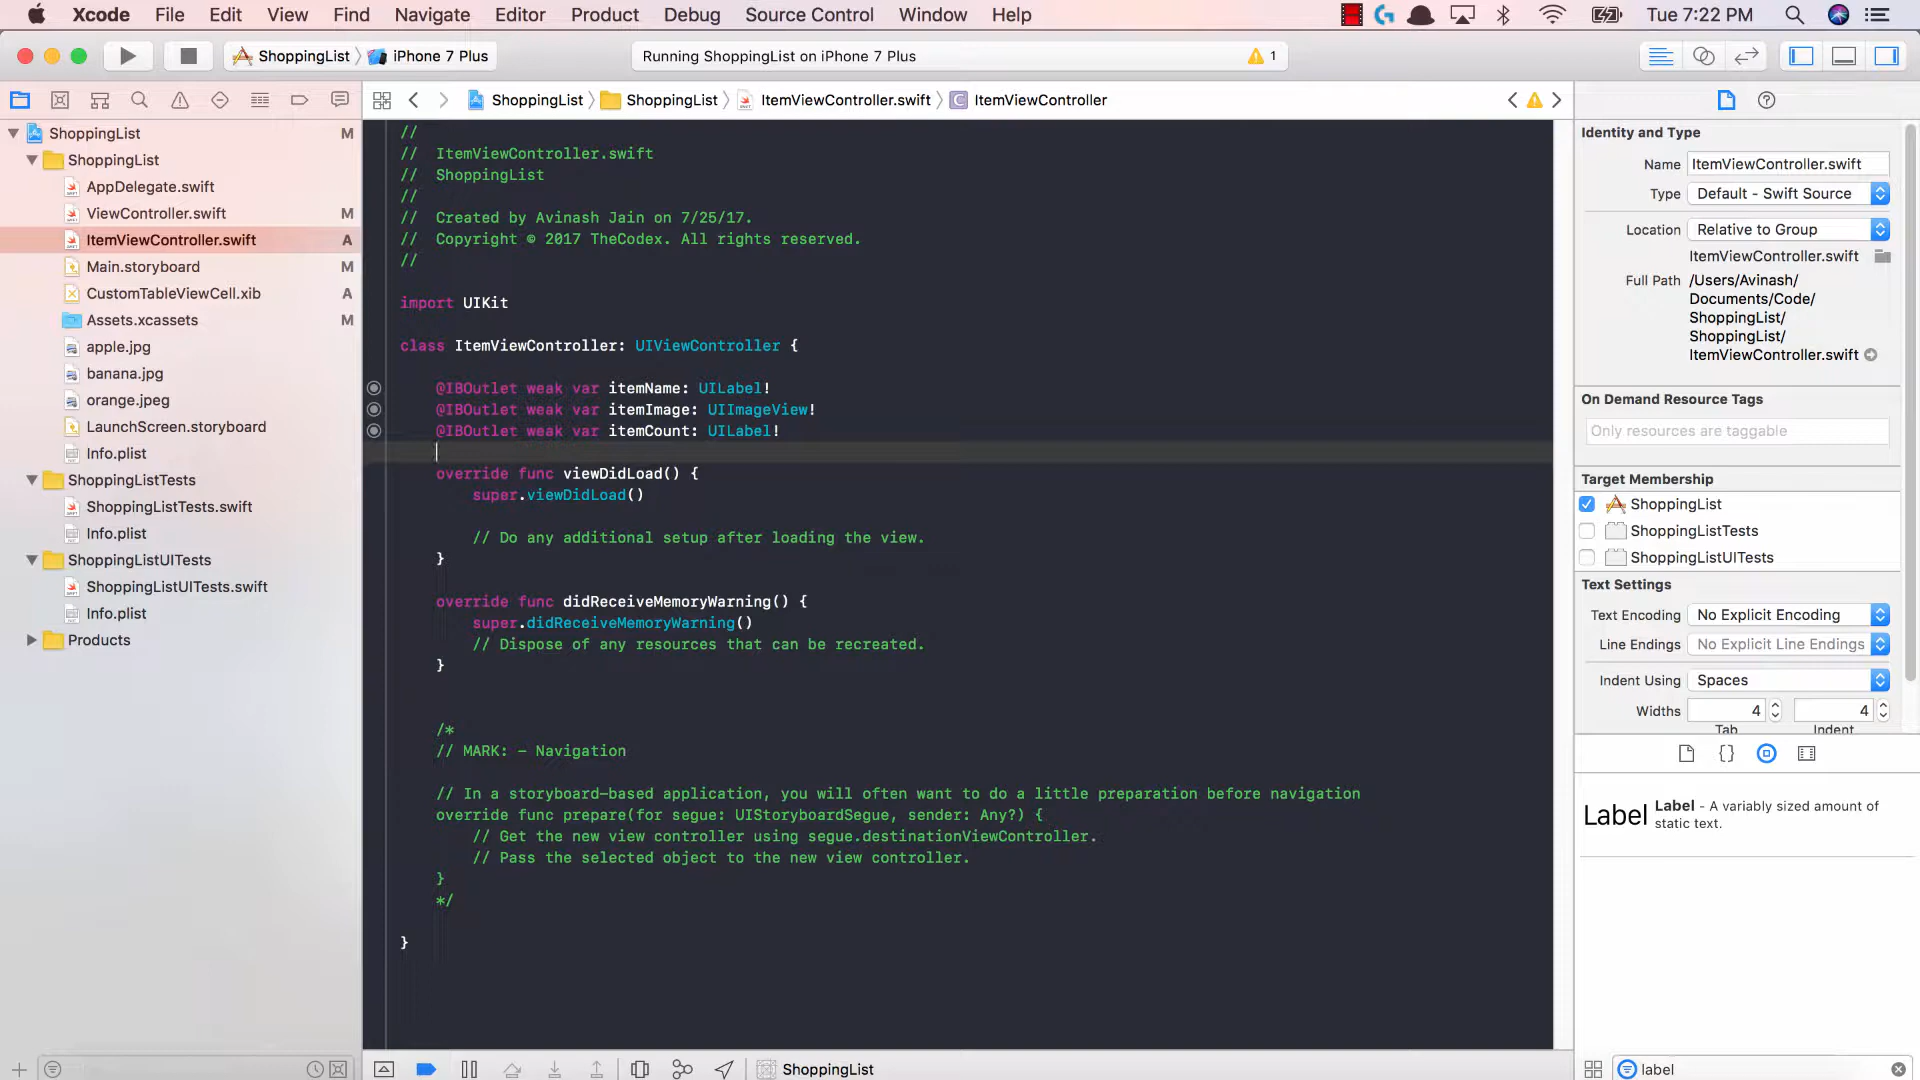 Xcode File Edit View Find Navigate Editor Product Debug Source Control Window Help Tue 7:22 PM
ShoppingList iPhone 7 Plus Running ShoppingList on iPhone 7 Plus 1
ShoppingList ShoppingList ItemViewController.swift C ItemViewController
ShoppingList M
ShoppingList
AppDelegate.swift
ViewController.swift M
ItemViewController.swift A
Main.storyboard M
CustomTableViewCell.xib A
Assets.xcassets M
apple.jpg
banana.jpg
orange.jpeg
LaunchScreen.storyboard
Info.plist
ShoppingListTests
ShoppingListTests.swift
Info.plist
ShoppingListUITests
ShoppingListUITests.swift
Info.plist
Products
//
// ItemViewController.swift
// ShoppingList
//
// Created by Avinash Jain on 7/25/17.
// Copyright © 2017 TheCodex. All rights reserved.
//
import UIKit
class ItemViewController: UIViewController {
@IBOutlet weak var itemName: UILabel!
@IBOutlet weak var itemImage: UIImageView!
@IBOutlet weak var itemCount: UILabel!
override func viewDidLoad() {
super.viewDidLoad()
// Do any additional setup after loading the view.
}
override func didReceiveMemoryWarning() {
super.didReceiveMemoryWarning()
// Dispose of any resources that can be recreated.
}
/*
// MARK: - Navigation
// In a storyboard-based application, you will often want to do a little preparation before navigation
override func prepare(for segue: UIStoryboardSegue, sender: Any?) {
// Get the new view controller using segue.destinationViewController.
// Pass the selected object to the new view controller.
}
*/
}
ShoppingList
Identity and Type
Name ItemViewController.swift
Type Default - Swift Source
Location Relative to Group
ItemViewController.swift
Full Path /Users/Avinash/
Documents/Code/
ShoppingList/
ShoppingList/
ItemViewController.swift
On Demand Resource Tags
Only resources are taggable
Target Membership
ShoppingList
ShoppingListTests
ShoppingListUITests
Text Settings
Text Encoding No Explicit Encoding
Line Endings No Explicit Line Endings
Indent Using Spaces
Widths 4 4
Tab Indent
{}
Label Label - A variably sized amount of
static text.
label